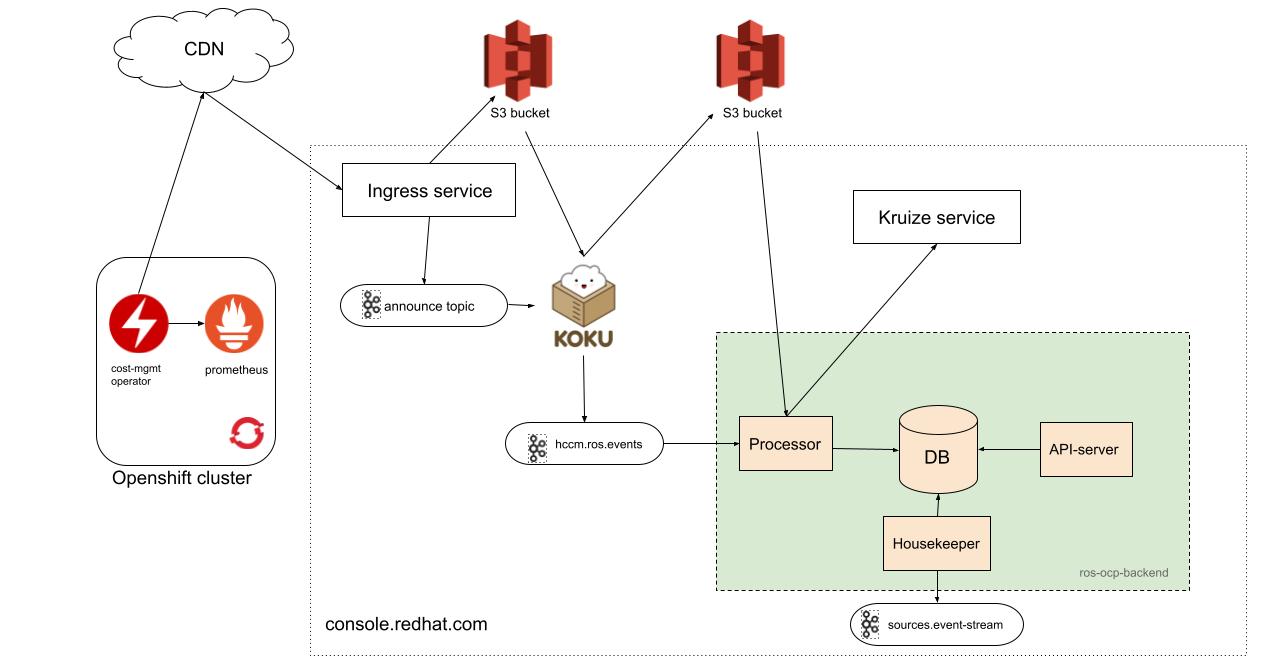 CDN
S3 bucket
S3 bucket
Ingress service
Kruize service
announce topic
KOKU
cost-mgmt
operator
prometheus
Openshift cluster
hccm.ros.events
Processor
DB
API-server
Housekeeper
ros-ocp-backend
sources.event-stream
console.redhat.com